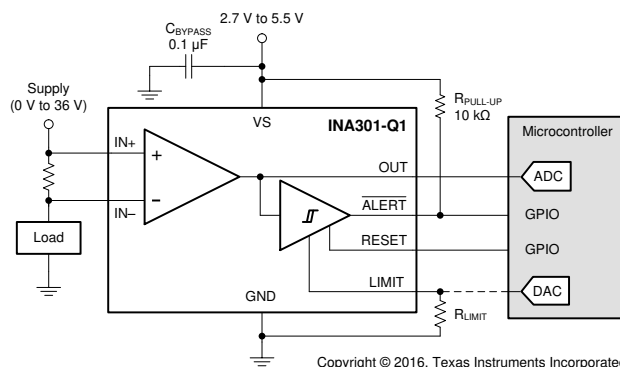 2.7 V to 5.5 V
CBYPASS
0.1 µF
Supply
(0 V to 36 V)
RPULL-UP
10 kΩ
VS
INA301-Q1
Microcontroller
IN+
+
OUT
ADC
–
IN–
ALERT
GPIO
RESET
GPIO
Load
LIMIT
DAC
GND
RLIMIT
Copyright © 2016, Texas Instruments Incorporated